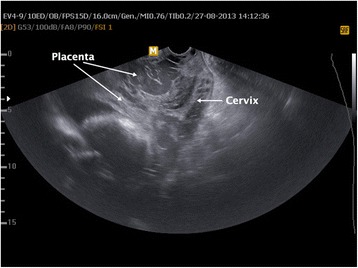 EV4-9/10ED/OB/FPS15D/16.0cm/Gen./MI0.76/TIb0.2/27-08-2013 14:12:36
[2D] G53/100dB/FA8/P90/FSI 1
M
SRF
Placenta
Cervix
0
5
10
15